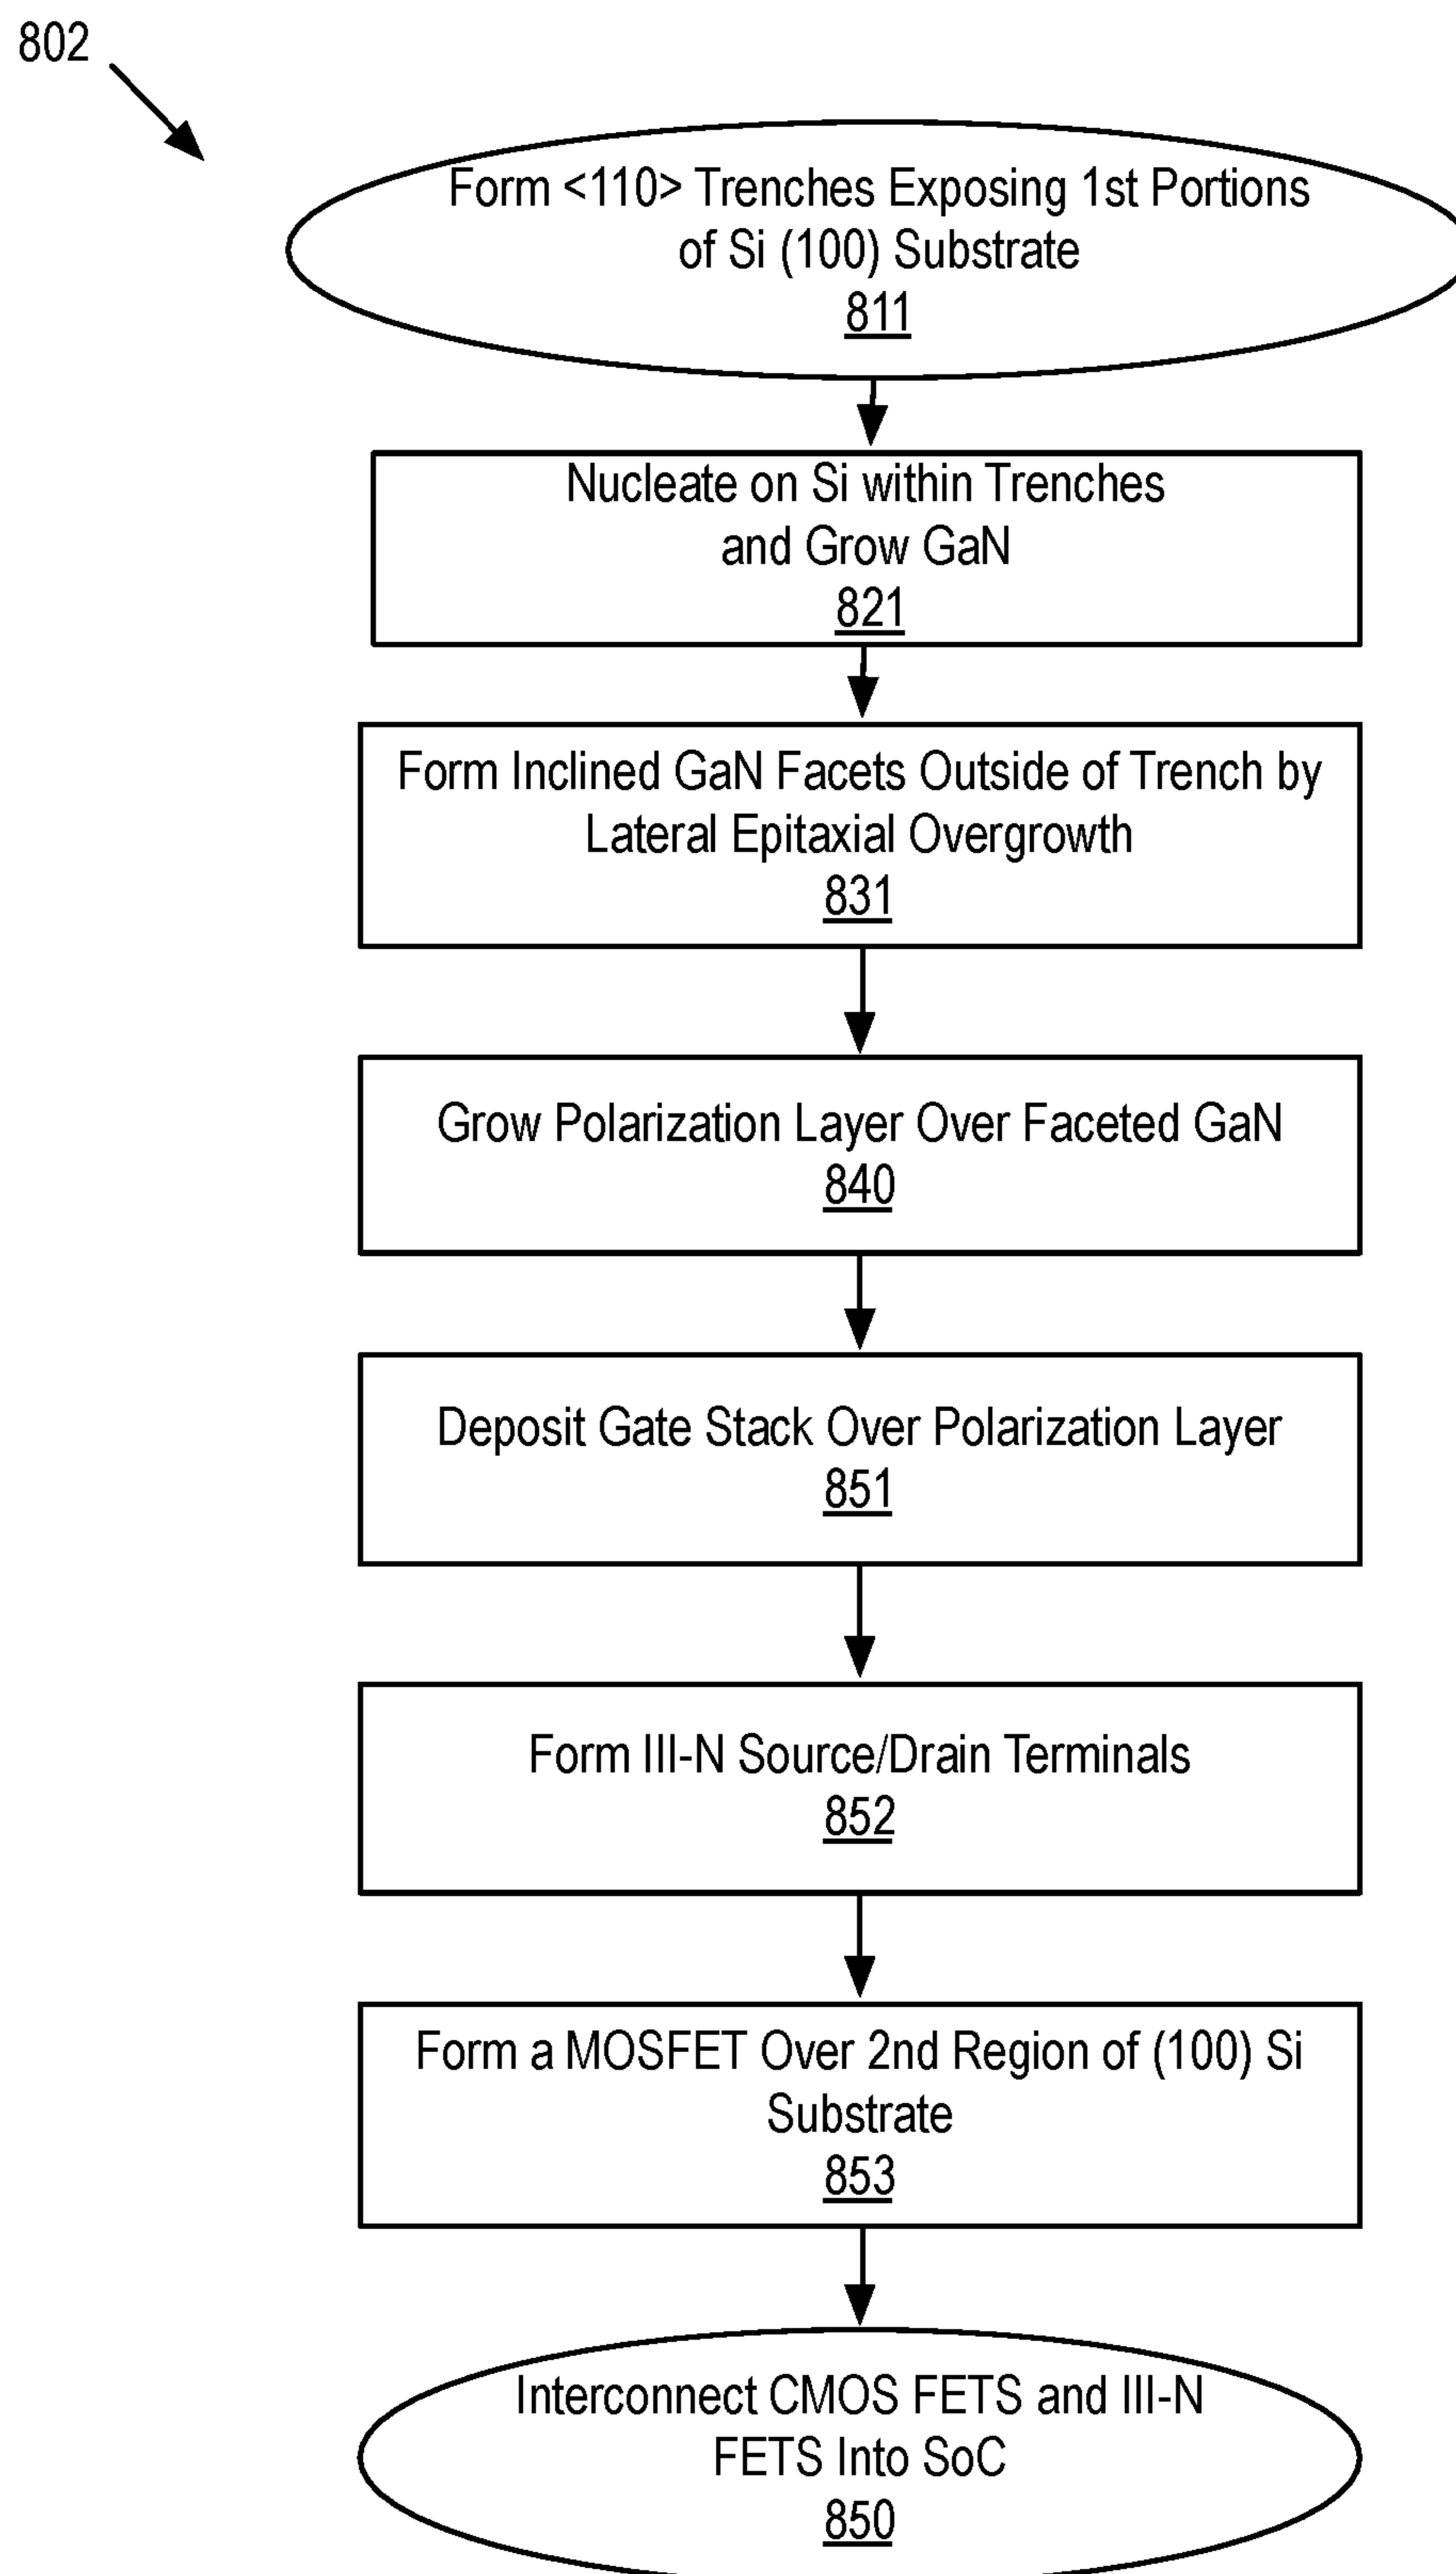 802
Form <110> Trenches Exposing 1st Portions
of Si (100) Substrate
811
Nucleate on Si within Trenches
and Grow GaN
821
Form Inclined GaN Facets Outside of Trench by
Lateral Epitaxial Overgrowth
831
Grow Polarization Layer Over Faceted GaN
840
Deposit Gate Stack Over Polarization Layer
851
Form III-N Source/Drain Terminals
852
Form a MOSFET Over 2nd Region of (100) Si
Substrate
853
Interconnect CMOS FETS and III-N
FETS Into SoC
850